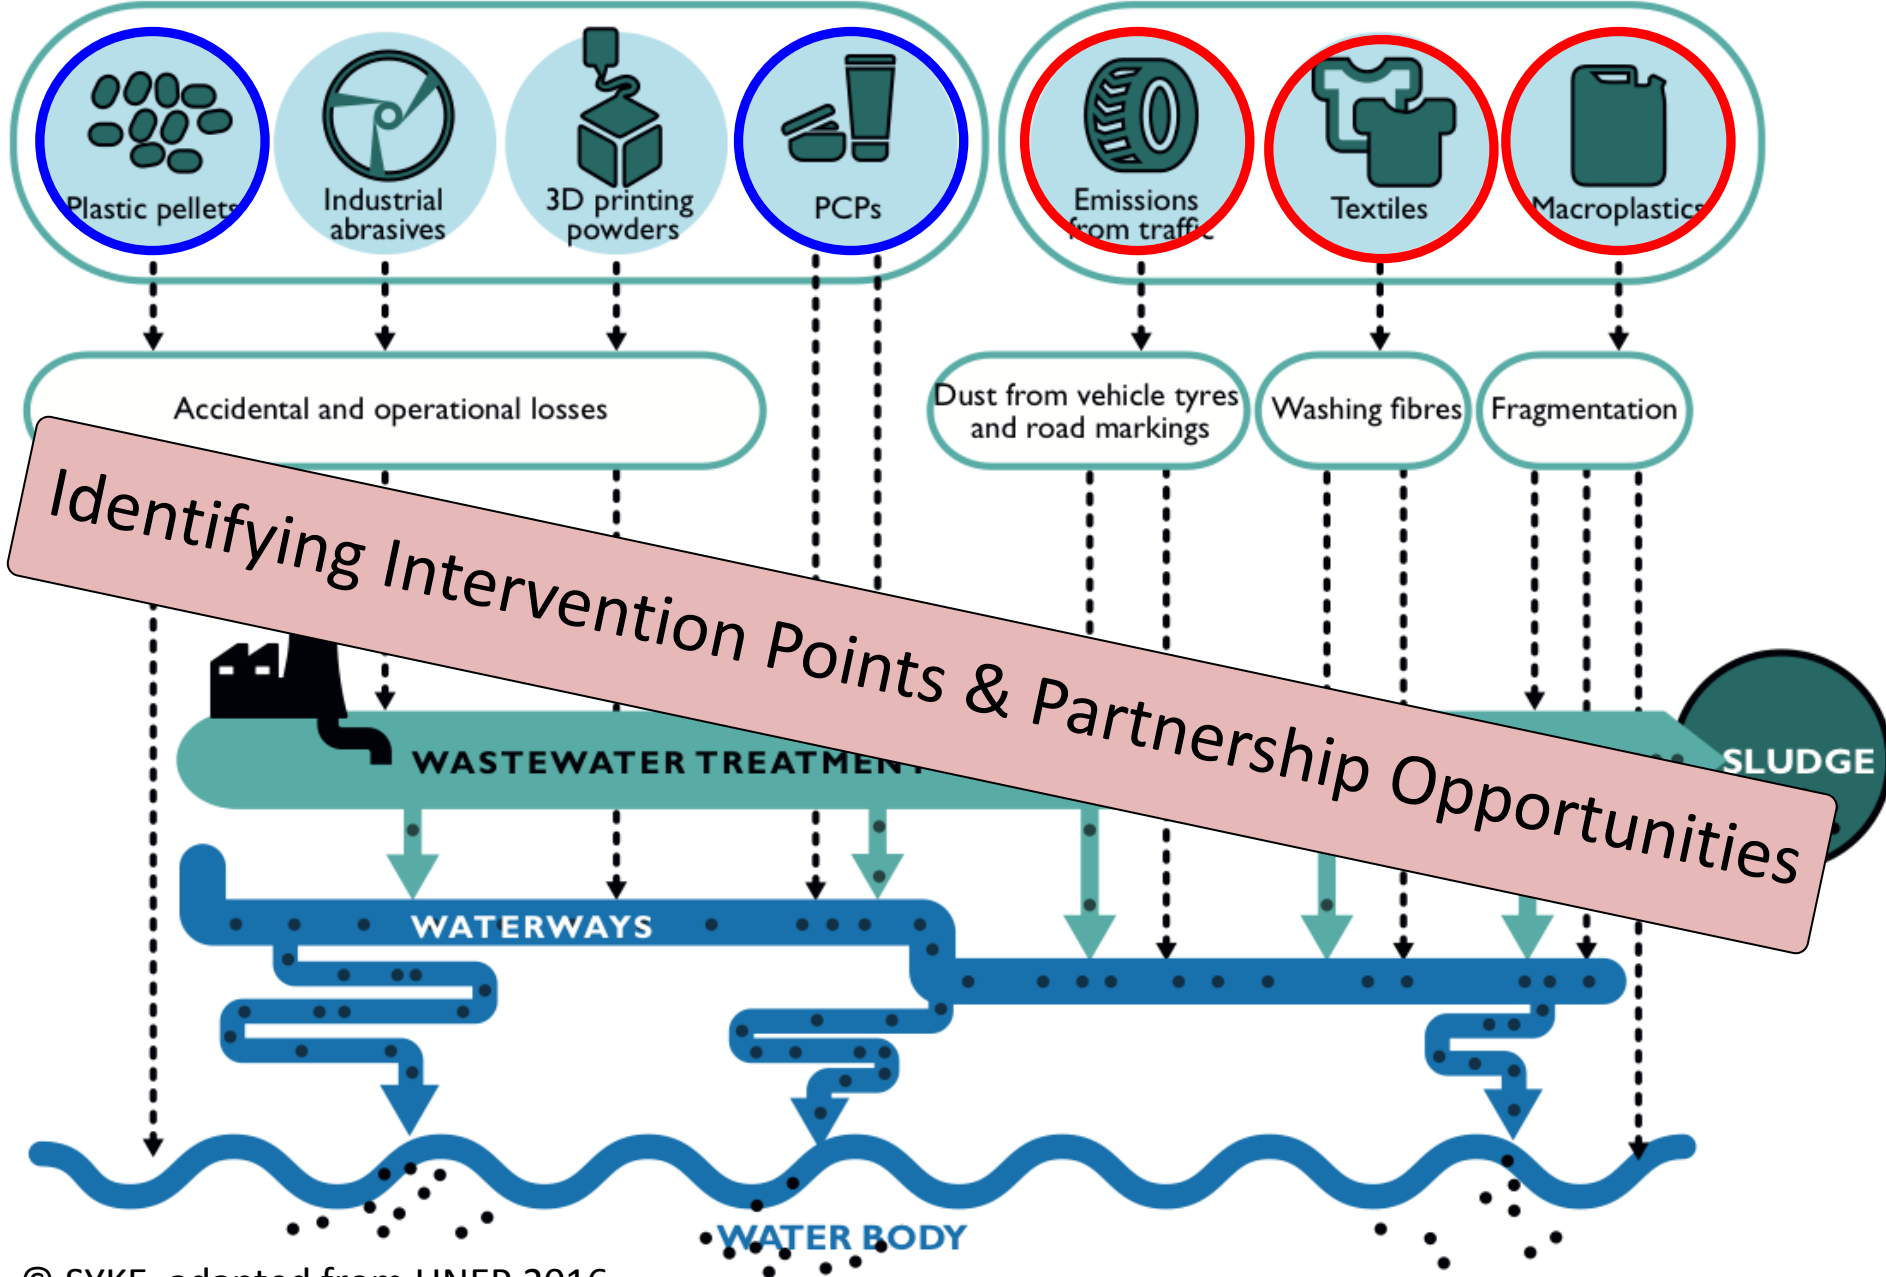 Plastic pellets
Industrial
abrasives
3D printing
powders
PCPs
Emissions
from traffic
Textiles
Macroplastics
Accidental and operational losses
Dust from vehicle tyres
and road markings
Washing fibres
Fragmentation
Identifying Intervention Points & Partnership Opportunities
WASTEWATER TREATMENT
SLUDGE
WATERWAYS
WATER BODY
© SYKE, adapted from UNEP 2016